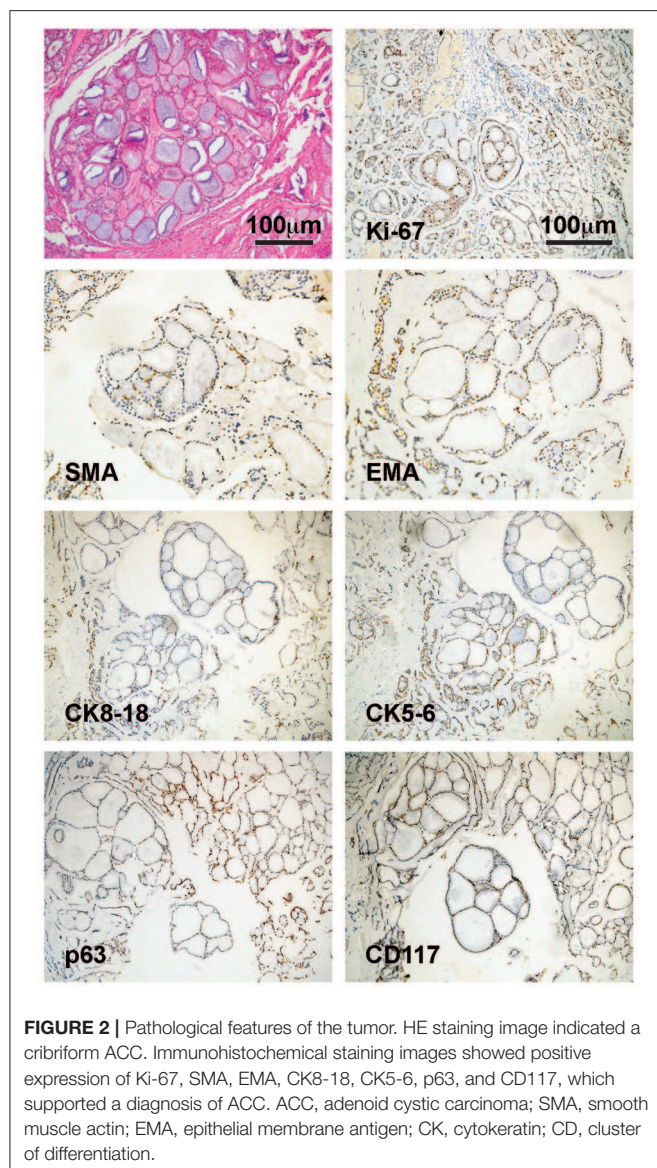 100μm
Ki-67 100μm
SMA EMA
CK8-18 CK5-6
p63 CD117
FIGURE 2 | Pathological features of the tumor. HE staining image indicated a
cribriform ACC. Immunohistochemical staining images showed positive
expression of Ki-67, SMA, EMA, CK8-18, CK5-6, p63, and CD117, which
supported a diagnosis of ACC. ACC, adenoid cystic carcinoma; SMA, smooth
muscle actin; EMA, epithelial membrane antigen; CK, cytokeratin; CD, cluster
of differentiation.